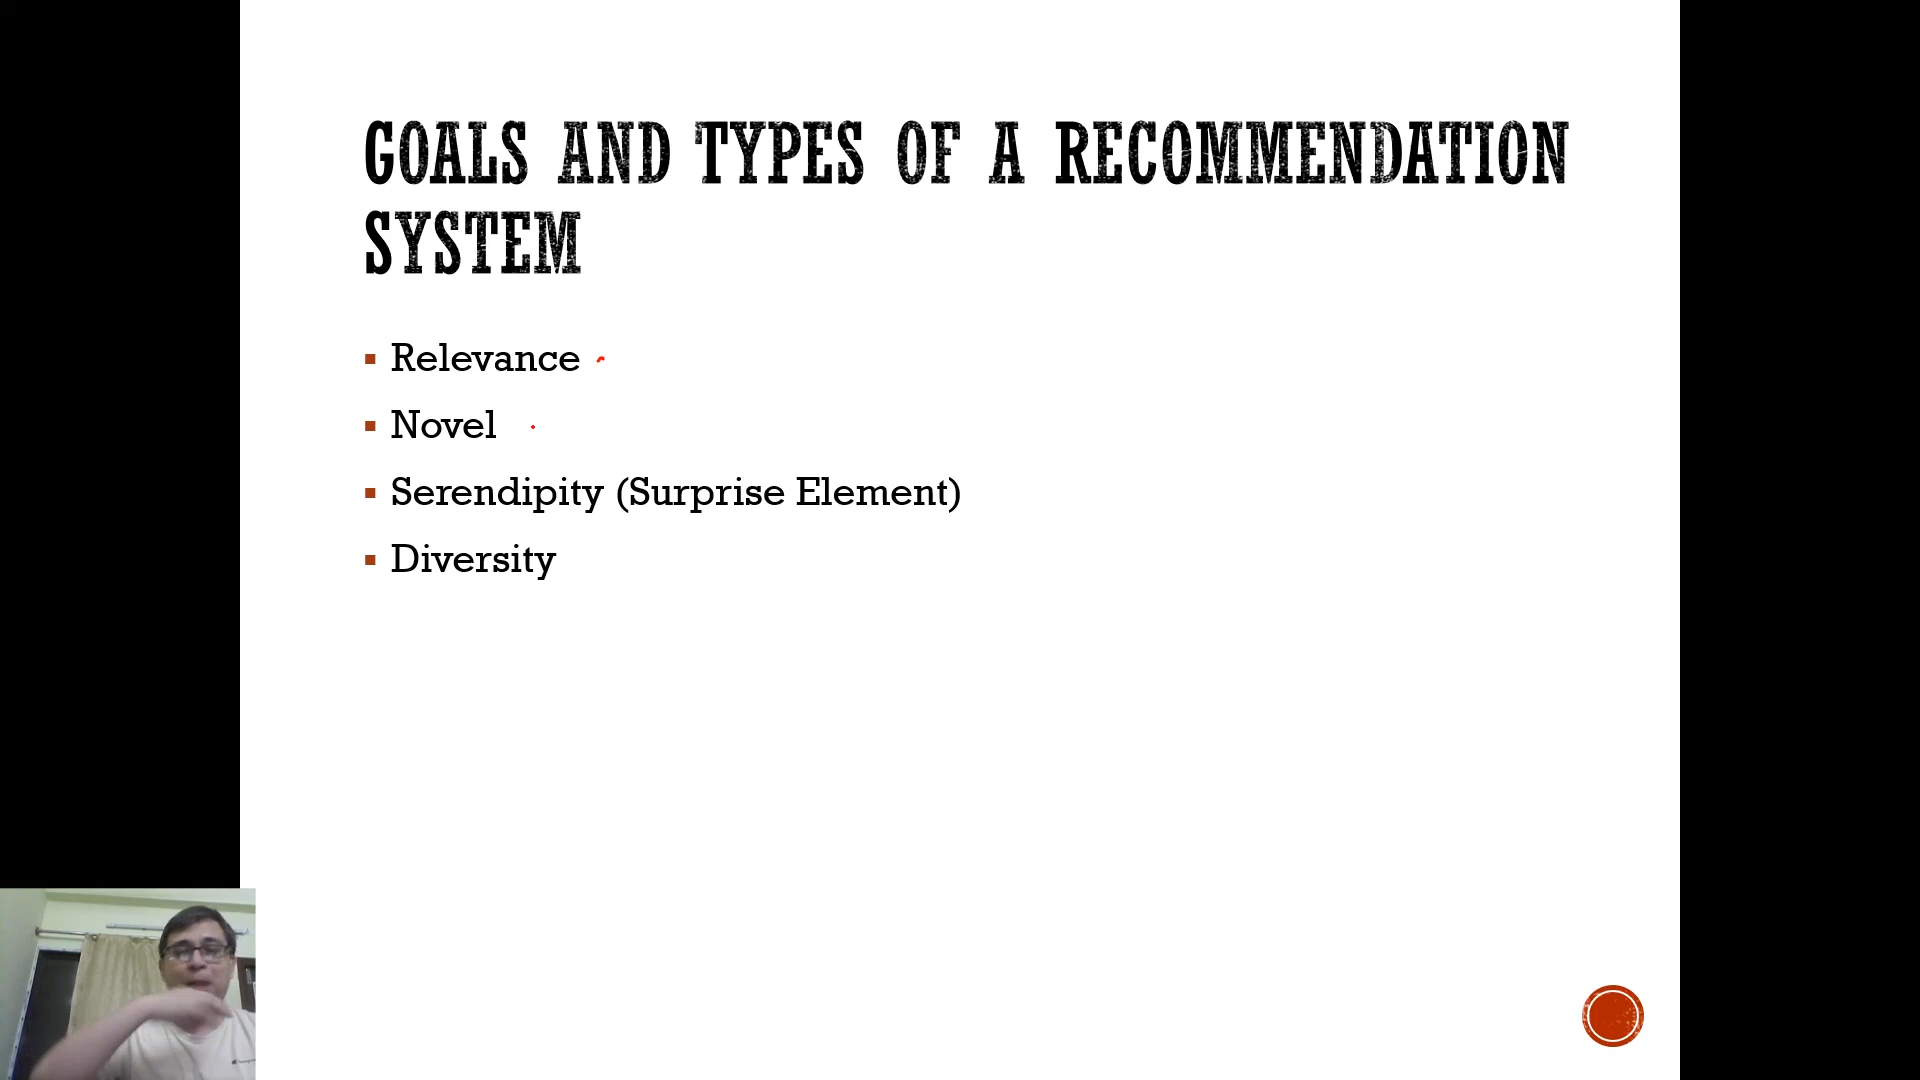 GOALS AND TYPES OF A RECOMMENDATION
SYSTEM
Relevance
Novel
Serendipity (Surprise Element)
Diversity